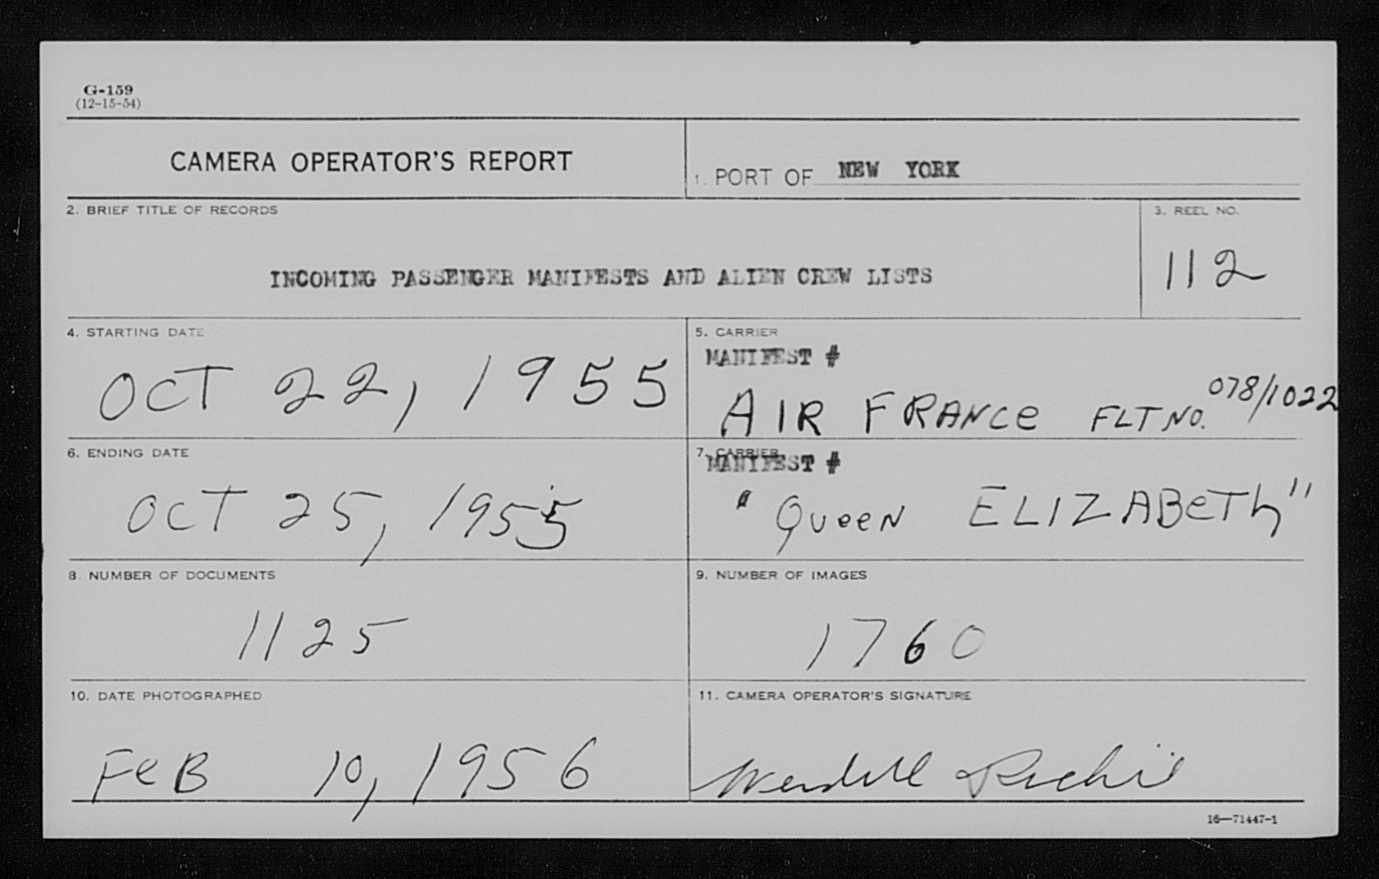 G-159
(12-15-54)
CAMERA OPERATOR'S REPORT
1. PORT OF NEW YORK
2. BRIEF TITLE OF RECORDS
3. REEL NO.
INCOMING PASSENGER MANIFESTS AND ALIEN CREW LISTS
112
4. STARTING DATE
5. CARRIER
MANIFEST #
OCT 22, 1955
AIR FRANCE FLT NO. 078/1022
6. ENDING DATE
7. CARRIER
MANIFEST #
OCT 25, 1955
"QUEEN ELIZABETH"
8. NUMBER OF DOCUMENTS
9. NUMBER OF IMAGES
1125
1760
10. DATE PHOTOGRAPHED
11. CAMERA OPERATOR'S SIGNATURE
FEB 10, 1956
Wendell
16—71447-1